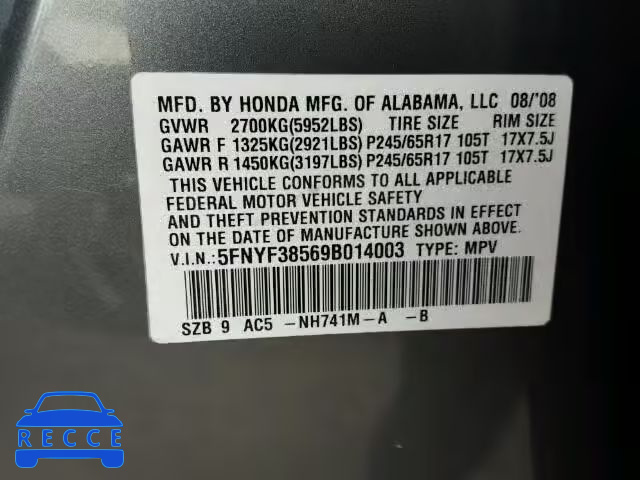 MFD. BY HONDA MFG. OF ALABAMA, LLC 08/'08
GVWR 2700KG(5952LBS) TIRE SIZE RIM SIZE
GAWR F 1325KG(2921LBS) P245/65R17 105T 17X7.5J
GAWR R 1450KG(3197LBS) P245/65R17 105T 17X7.5J
THIS VEHICLE CONFORMS TO ALL APPLICABLE
FEDERAL MOTOR VEHICLE SAFETY
AND THEFT PREVENTION STANDARDS IN EFFECT
ON THE DATE OF MANUFACTURE SHOWN ABOVE.
V.I.N.:5FNYF38569B014003 TYPE: MPV
SZB 9 AC5 -NH741M-A -B
FAXVIN